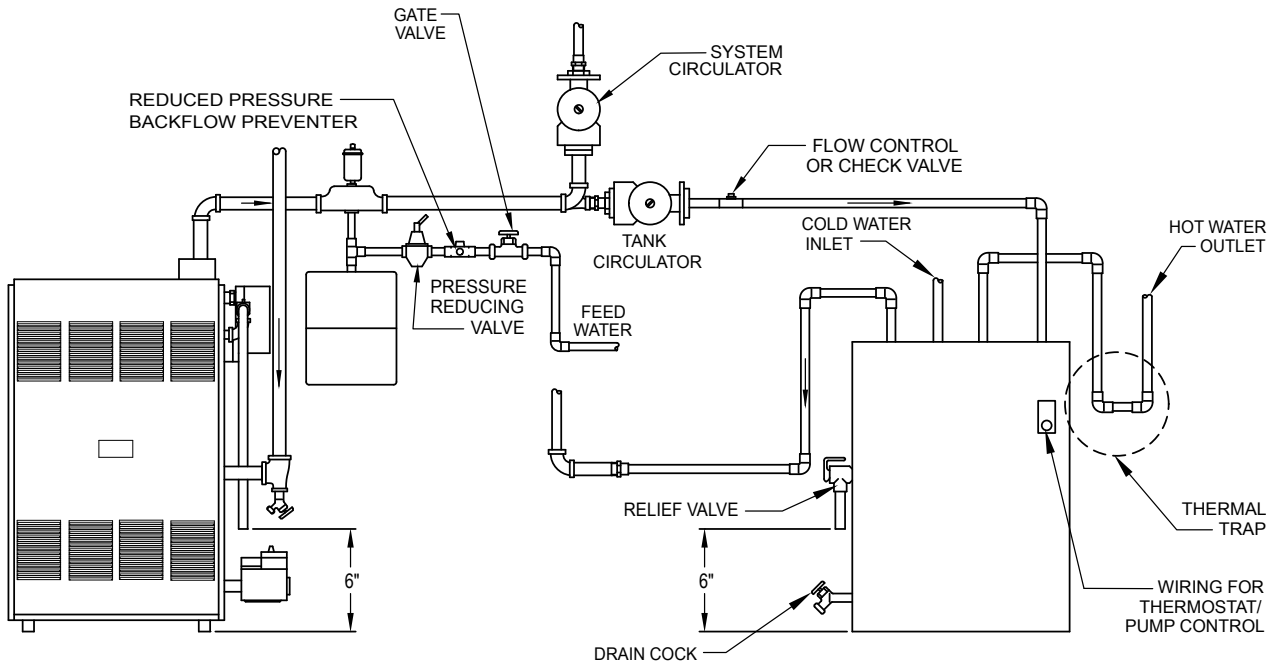 GATE
VALVE
SYSTEM
CIRCULATOR
REDUCED PRESSURE
BACKFLOW PREVENTER
FLOW CONTROL
OR CHECK VALVE
COLD WATER
INLET
HOT WATER
OUTLET
TANK
CIRCULATOR
PRESSURE
REDUCING
VALVE
FEED
WATER
RELIEF VALVE
THERMAL
TRAP
6"
6"
WIRING FOR
THERMOSTAT/
PUMP CONTROL
DRAIN COCK